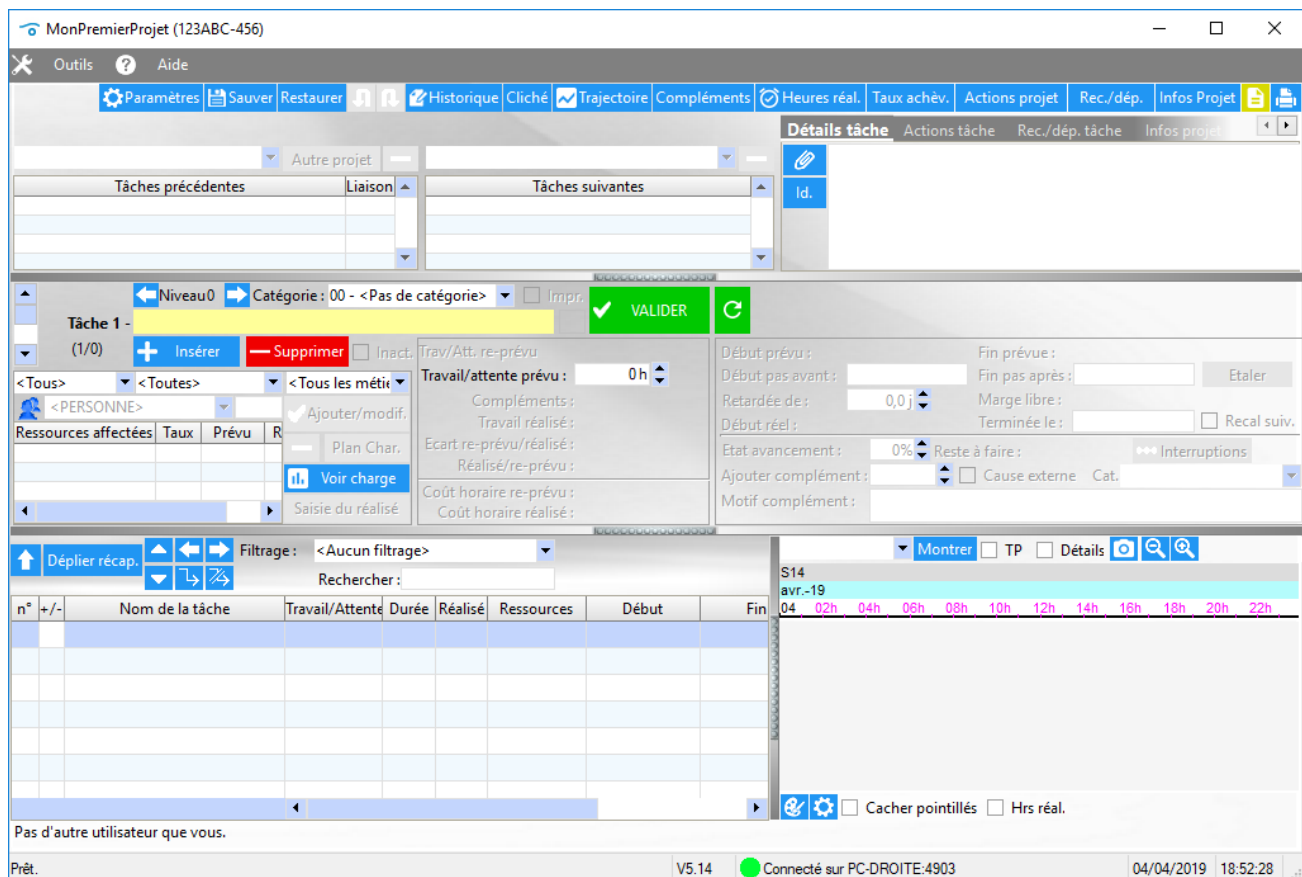 MonPremierProjet (123ABC-456)
Outils ? Aide
Paramètres Sauver Restaurer Historique Cliché Trajectoire Compléments Heures réal. Taux achèv. Actions projet Rec./dép. Infos Projet
Détails tâche Actions tâche Rec./dép. tâche Infos projet
Autre projet
Tâches précédentes Liaison Tâches suivantes
Id.
Niveau0 Catégorie : 00 - <Pas de catégorie> Impr.
VALIDER
Tâche 1 -
(1/0) Insérer Supprimer Inact. Trav/Att. re-prévu Début prévu : Fin prévue :
<Tous> <Toutes> <Tous les métie Travail/attente prévu : 0 h Début pas avant : Fin pas après : Etaler
<PERSONNE> Ajouter/modif. Compléments : Retardée de : 0,0 j Marge libre :
Ressources affectées Taux Prévu R Travail réalisé : Début réel : Terminée le : Recal suiv.
Plan Char. Ecart re-prévu/réalisé : Etat avancement : 0% Reste à faire : Interruptions
Voir charge Réalisé/re-prévu : Ajouter complément : Cause externe Cat.
Coût horaire re-prévu : Motif complément :
Saisie du réalisé Coût horaire réalisé :
Déplier récap. Filtrage : <Aucun filtrage> Montrer TP Détails
Rechercher :
S14
avr.-19
n° +/- Nom de la tâche Travail/Attente Durée Réalisé Ressources Début Fin 04 02h 04h 06h 08h 10h 12h 14h 16h 18h 20h 22h
Cacher pointillés Hrs réal.
Pas d'autre utilisateur que vous.
Prêt. V5.14 Connecté sur PC-DROITE:4903 04/04/2019 18:52:28